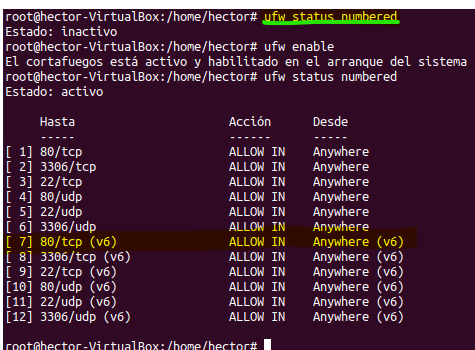 root@hector-VirtualBox:/home/hector# ufw status numbered
Estado: inactivo
root@hector-VirtualBox:/home/hector# ufw enable
El cortafuegos está activo y habilitado en el arranque del sistema
root@hector-VirtualBox:/home/hector# ufw status numbered
Estado: activo
Hasta Acción Desde
----- ------ -----
[ 1] 80/tcp ALLOW IN Anywhere
[ 2] 3306/tcp ALLOW IN Anywhere
[ 3] 22/tcp ALLOW IN Anywhere
[ 4] 80/udp ALLOW IN Anywhere
[ 5] 22/udp ALLOW IN Anywhere
[ 6] 3306/udp ALLOW IN Anywhere
[ 7] 80/tcp (v6) ALLOW IN Anywhere (v6)
[ 8] 3306/tcp (v6) ALLOW IN Anywhere (v6)
[ 9] 22/tcp (v6) ALLOW IN Anywhere (v6)
[10] 80/udp (v6) ALLOW IN Anywhere (v6)
[11] 22/udp (v6) ALLOW IN Anywhere (v6)
[12] 3306/udp (v6) ALLOW IN Anywhere (v6)
root@hector-VirtualBox:/home/hector#